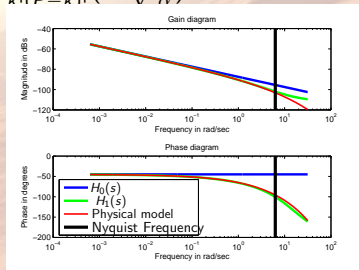 Gain diagram
Magnitude in dBs
−40
−60
−80
−100
−120
10^−4 10^−3 10^−2 10^−1 10^0 10^1 10^2
Frequency in rad/sec
Phase diagram
Phase in degrees
0
−50
−100
−150
−200
H_0(s)
H_1(s)
Physical model
Nyquist Frequency
10^−4 10^−3 10^−2 10^−1 10^0 10^1 10^2
Frequency in rad/sec